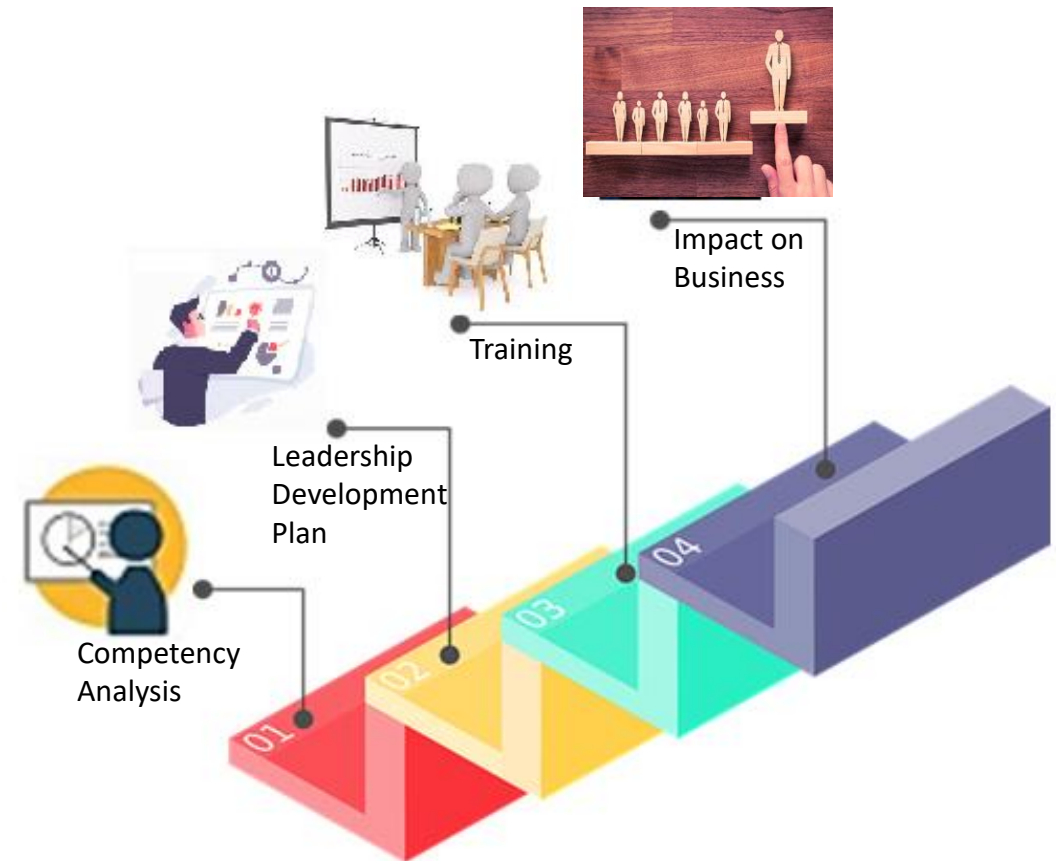 Impact on
Business
Training
Leadership
Development
Plan
Competency
Analysis
01
02
03
04